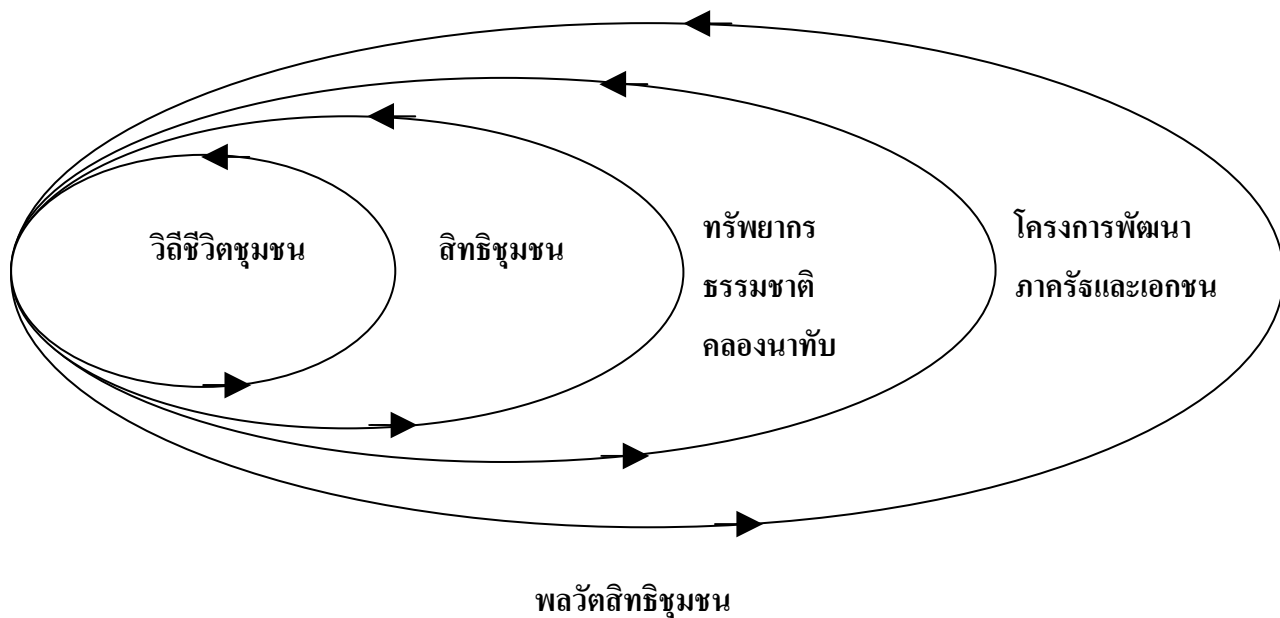 วิถีชีวิตชุมชน
สิทธิชุมชน
ทรัพยากร
ธรรมชาติ
คลองนาทับ
โครงการพัฒนา
ภาครัฐและเอกชน
พลวัตสิทธิชุมชน